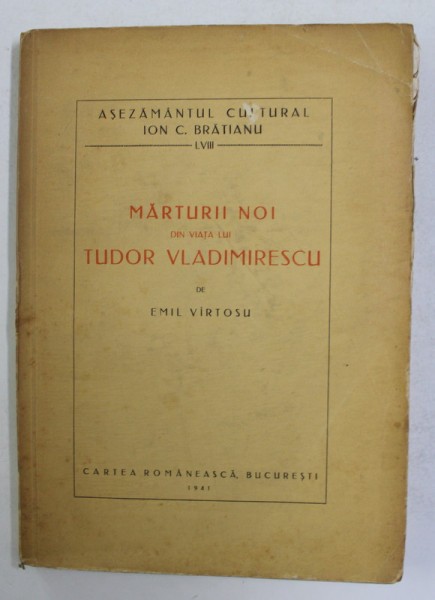 AȘEZĂMÂNTUL CULTURAL
ION C. BRĂTIANU
LVIII
MĂRTURII NOI
DIN VIAȚA LUI
TUDOR VLADIMIRESCU
DE
EMIL VÎRTOSU
CARTEA ROMÂNEASCĂ, BUCUREȘTI
1941